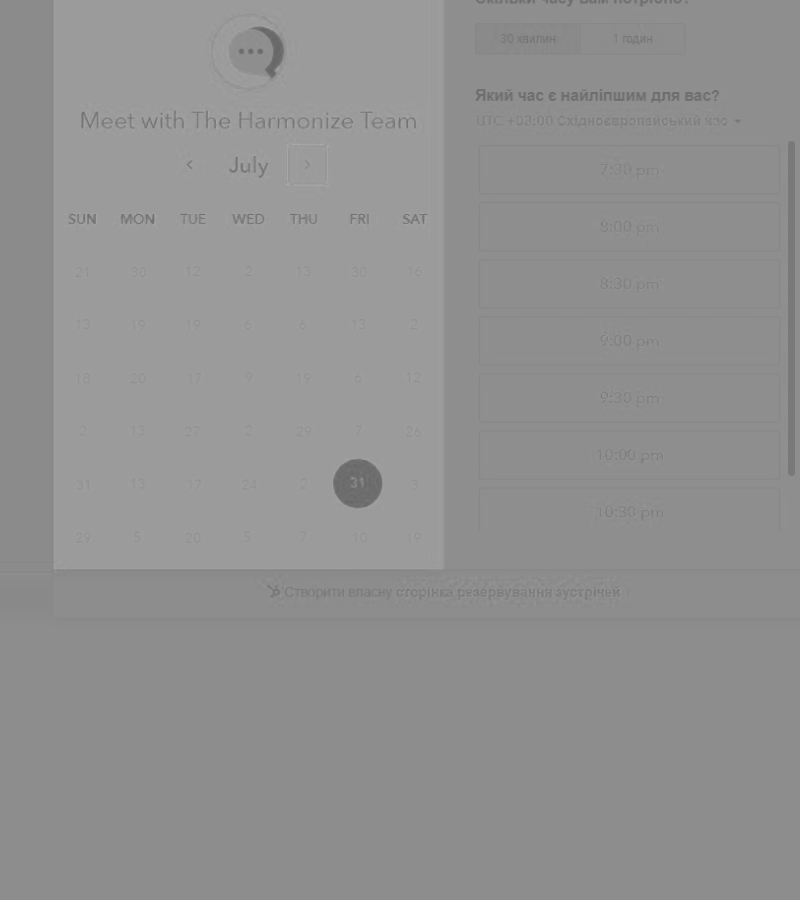 Скільки часу вам потрібно?
30 хвилин
1 годин
Meet with The Harmonize Team
Який час є найліпшим для вас?
UTC +03:00 Східноєвропейський час
July
7:30 pm
SUN MON TUE WED THU FRI SAT
8:00 pm
21 30 12 2 13 30 16
8:30 pm
13 19 19 6 6 13 2
9:00 pm
18 20 17 9 19 6 12
9:30 pm
2 13 27 2 29 7 26
10:00 pm
31 13 17 24 2 31 3
10:30 pm
29 5 20 5 7 10 19
Створити власну сторінка резервування зустрічей